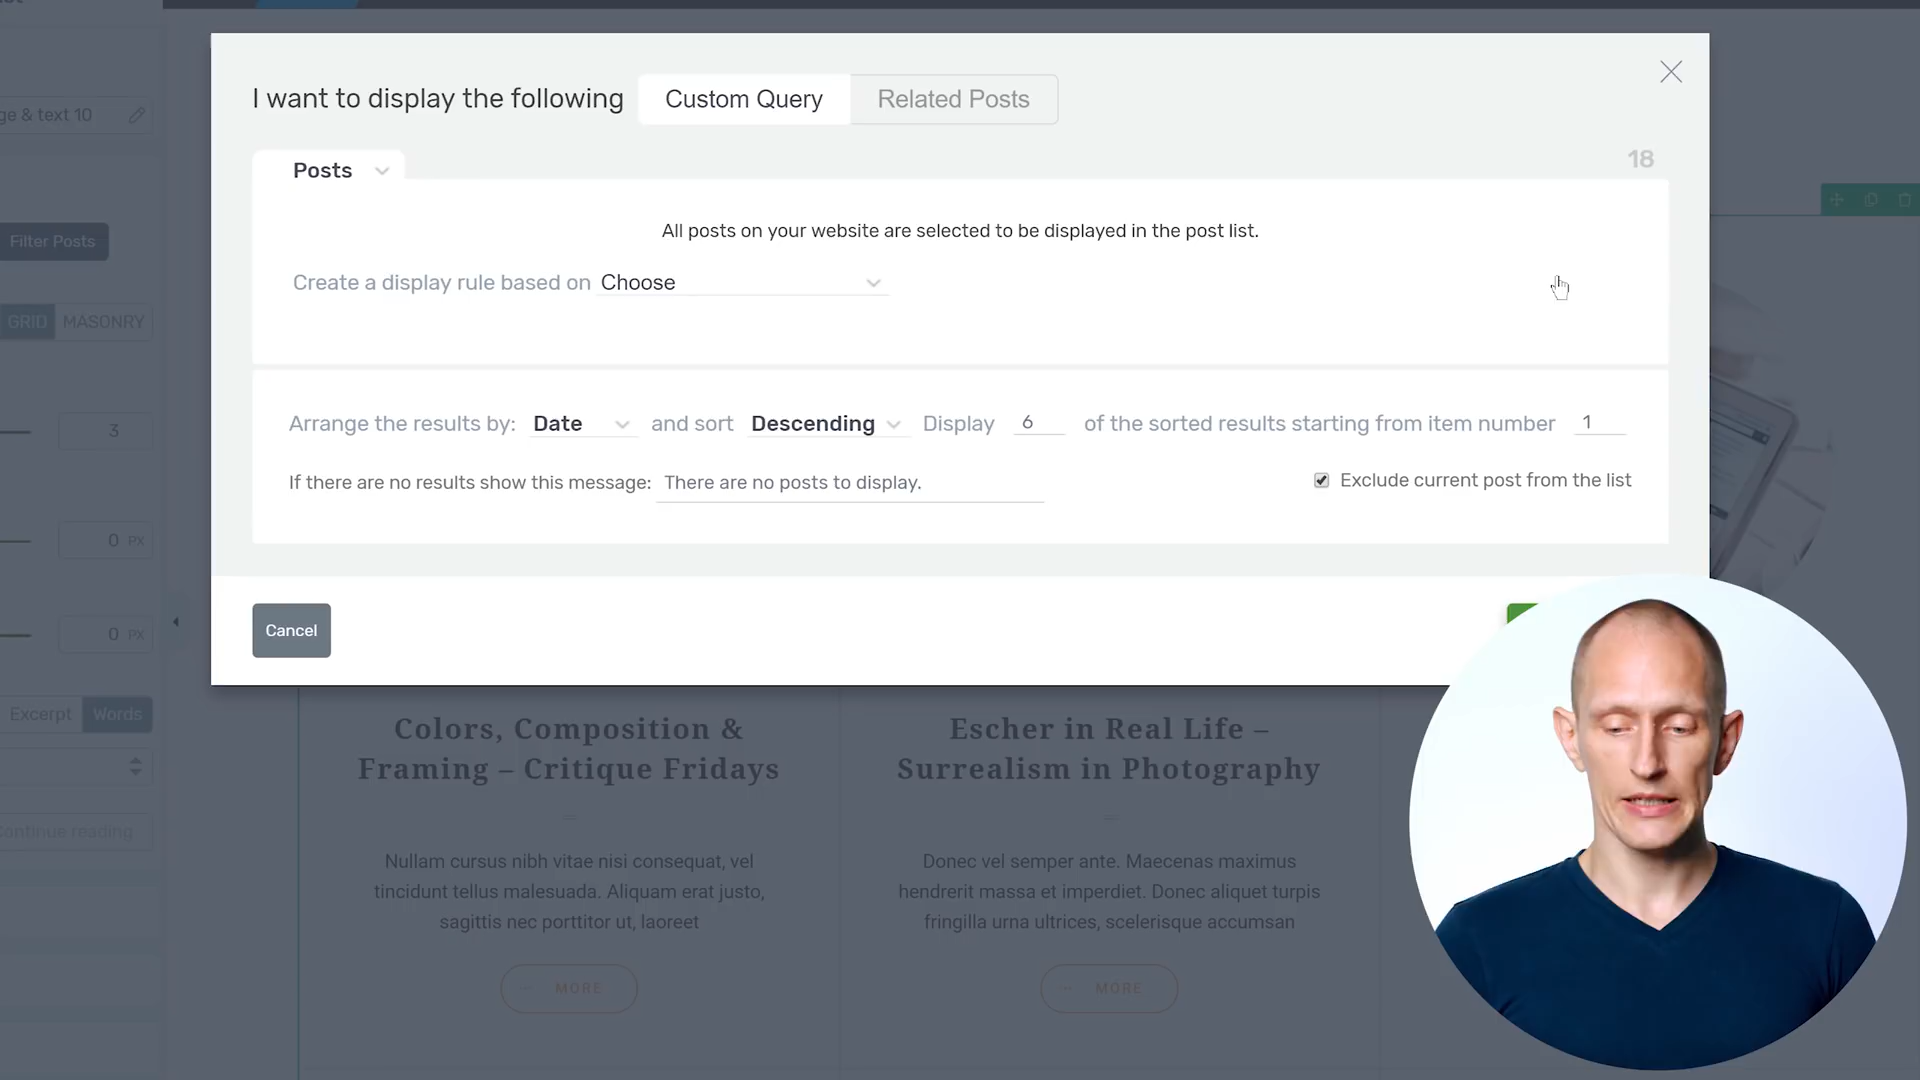 I want to display the following Custom Query Related Posts
Posts 18
All posts on your website are selected to be displayed in the post list.
Create a display rule based on Choose
Arrange the results by: Date and sort Descending Display 6 of the sorted results starting from item number 1
If there are no results show this message: There are no posts to display. Exclude current post from the list
Cancel
ge & text 10
Filter Posts
GRID MASONRY
3
0 PX
0 PX
Excerpt Words
Continue reading
Colors, Composition &
Framing – Critique Fridays
Nullam cursus nibh vitae nisi consequat, vel
tincidunt tellus malesuada. Aliquam erat justo,
sagittis nec porttitor ut, laoreet
MORE
Escher in Real Life –
Surrealism in Photography
Donec vel semper ante. Maecenas maximus
hendrerit massa et imperdiet. Donec aliquet turpis
fringilla urna ultrices, scelerisque accumsan
MORE